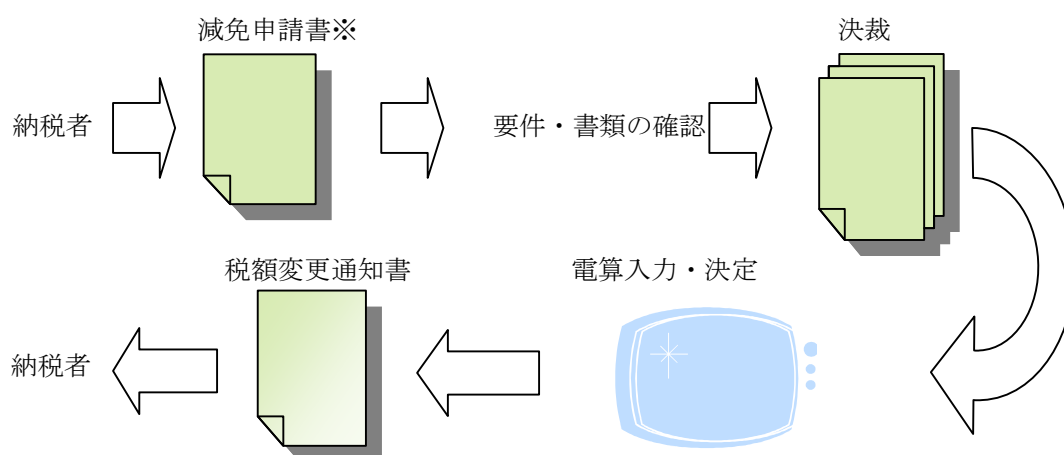 減免申請書※
決裁
納税者
要件・書類の確認
税額変更通知書
電算入力・決定
納税者